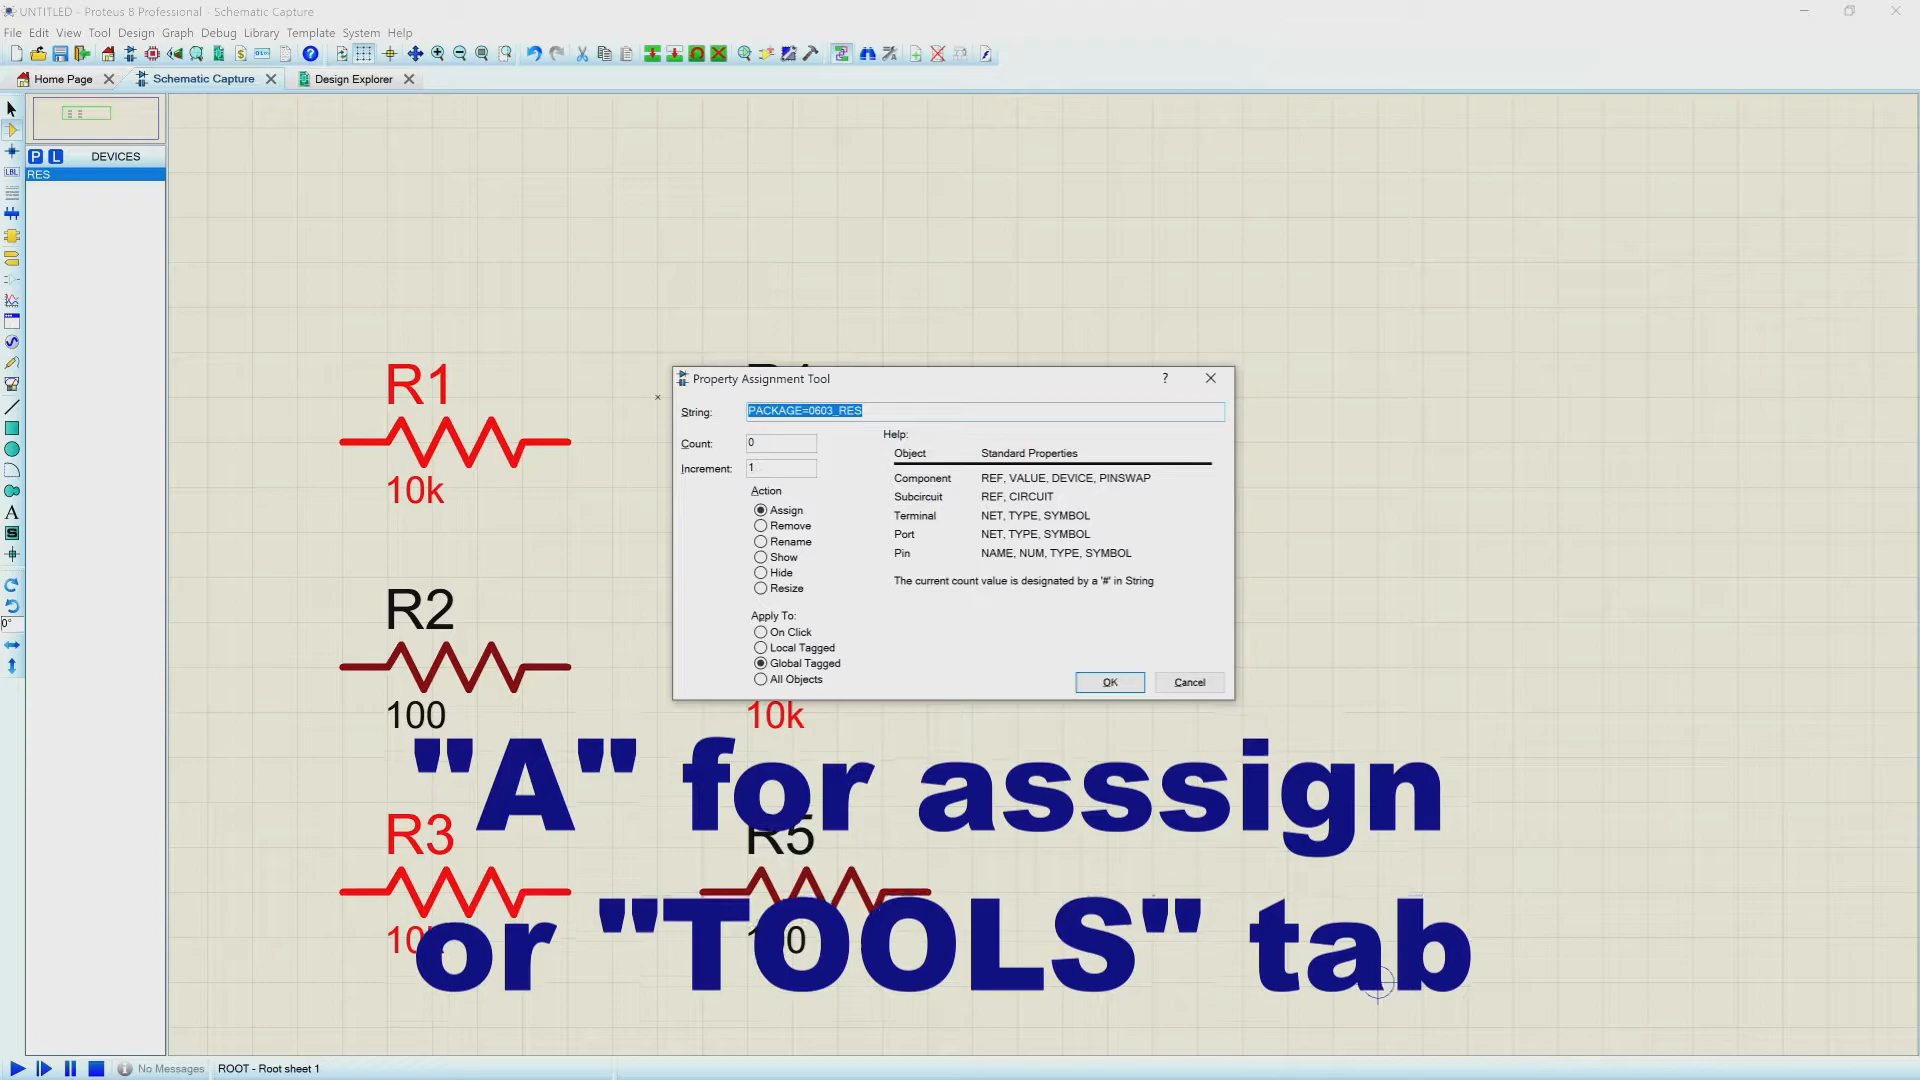 UNTITLED - Proteus 8 Professional - Schematic Capture
File Edit View Tool Design Graph Debug Library Template System Help
Home Page Schematic Capture Design Explorer
P L DEVICES
RES
LBL
A
S
0°
R1
10k
R2
100
10k
R3
R5
Property Assignment Tool
?
String: PACKAGE=0603_RES
Count: 0
Increment: 1
Action
Assign
Remove
Rename
Show
Hide
Resize
Apply To:
On Click
Local Tagged
Global Tagged
All Objects
Help:
Object Standard Properties
Component REF, VALUE, DEVICE, PINSWAP
Subcircuit REF, CIRCUIT
Terminal NET, TYPE, SYMBOL
Port NET, TYPE, SYMBOL
Pin NAME, NUM, TYPE, SYMBOL
The current count value is designated by a '#' in String
OK Cancel
"A" for asssign
or "TOOLS" tab
No Messages ROOT - Root sheet 1